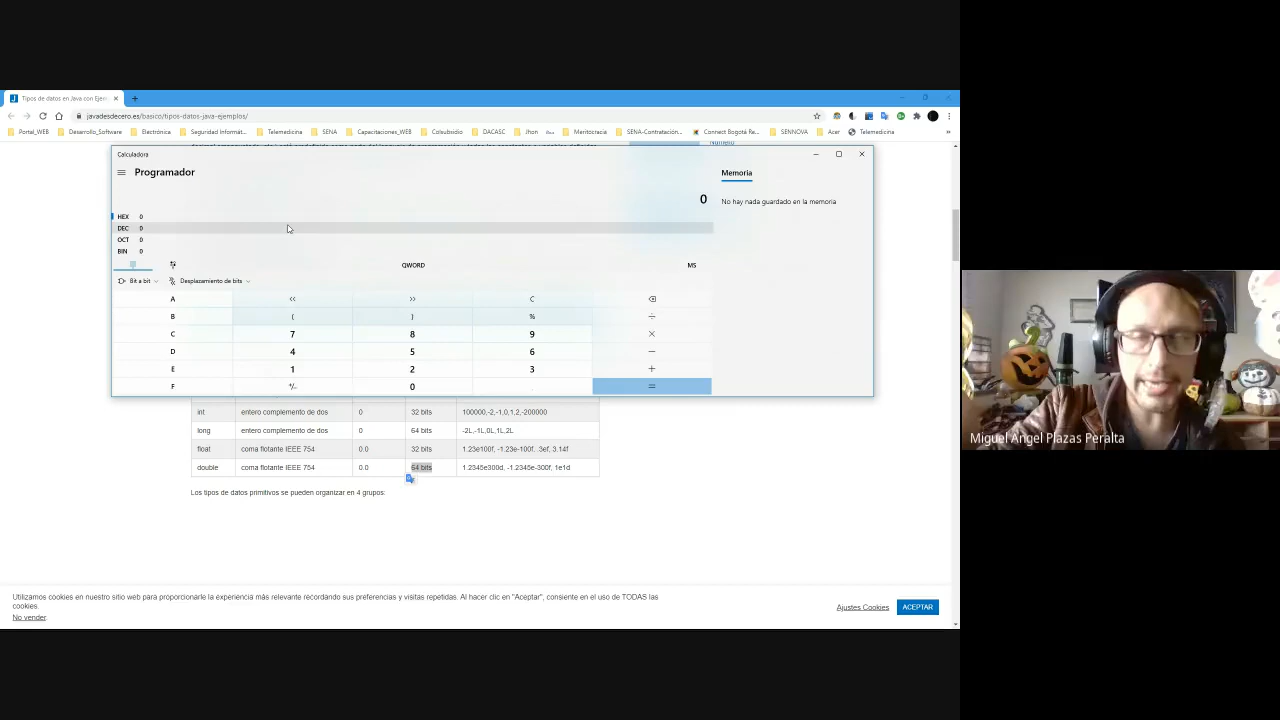 Tipos de datos en Java con Ejem
javadesdecero.es/basico/tipos-datos-java-ejemplos/
Portal_WEB
Desarrollo_Software
Electrónica
Seguridad Informát...
Telemedicina
SENA
Capacitaciones_WEB
Colsubsidio
DACASC
Jhon
Meritocracia
SENA-Contratación...
Connect Bogotá Re...
SENNOVA
Acer
Telemedicina
»
Número
Calculadora
Programador
Memoria
0
No hay nada guardado en la memoria
HEX 0
DEC 0
OCT 0
BIN 0
QWORD
MS
Bit a bit
Desplazamiento de bits
A << >> C
B ( ) % ÷
C 7 8 9 ×
D 4 5 6 −
E 1 2 3 +
F +/- 0 . =
int entero complemento de dos 0 32 bits 100000,-2,-1,0,1,2,-200000
long entero complemento de dos 0 64 bits -2L,-1L,0L,1L,2L
float coma flotante IEEE 754 0.0 32 bits 1.23e100f, -1.23e-100f, .3ef, 3.14f
double coma flotante IEEE 754 0.0 64 bits 1.2345e300d, -1.2345e-300f, 1e1d
Los tipos de datos primitivos se pueden organizar en 4 grupos:
Utilizamos cookies en nuestro sitio web para proporcionarle la experiencia más relevante recordando sus preferencias y visitas repetidas. Al hacer clic en "Aceptar", consiente en el uso de TODAS las
cookies.
No vender.
Ajustes Cookies
ACEPTAR
Miguel Angel Plazas Peralta